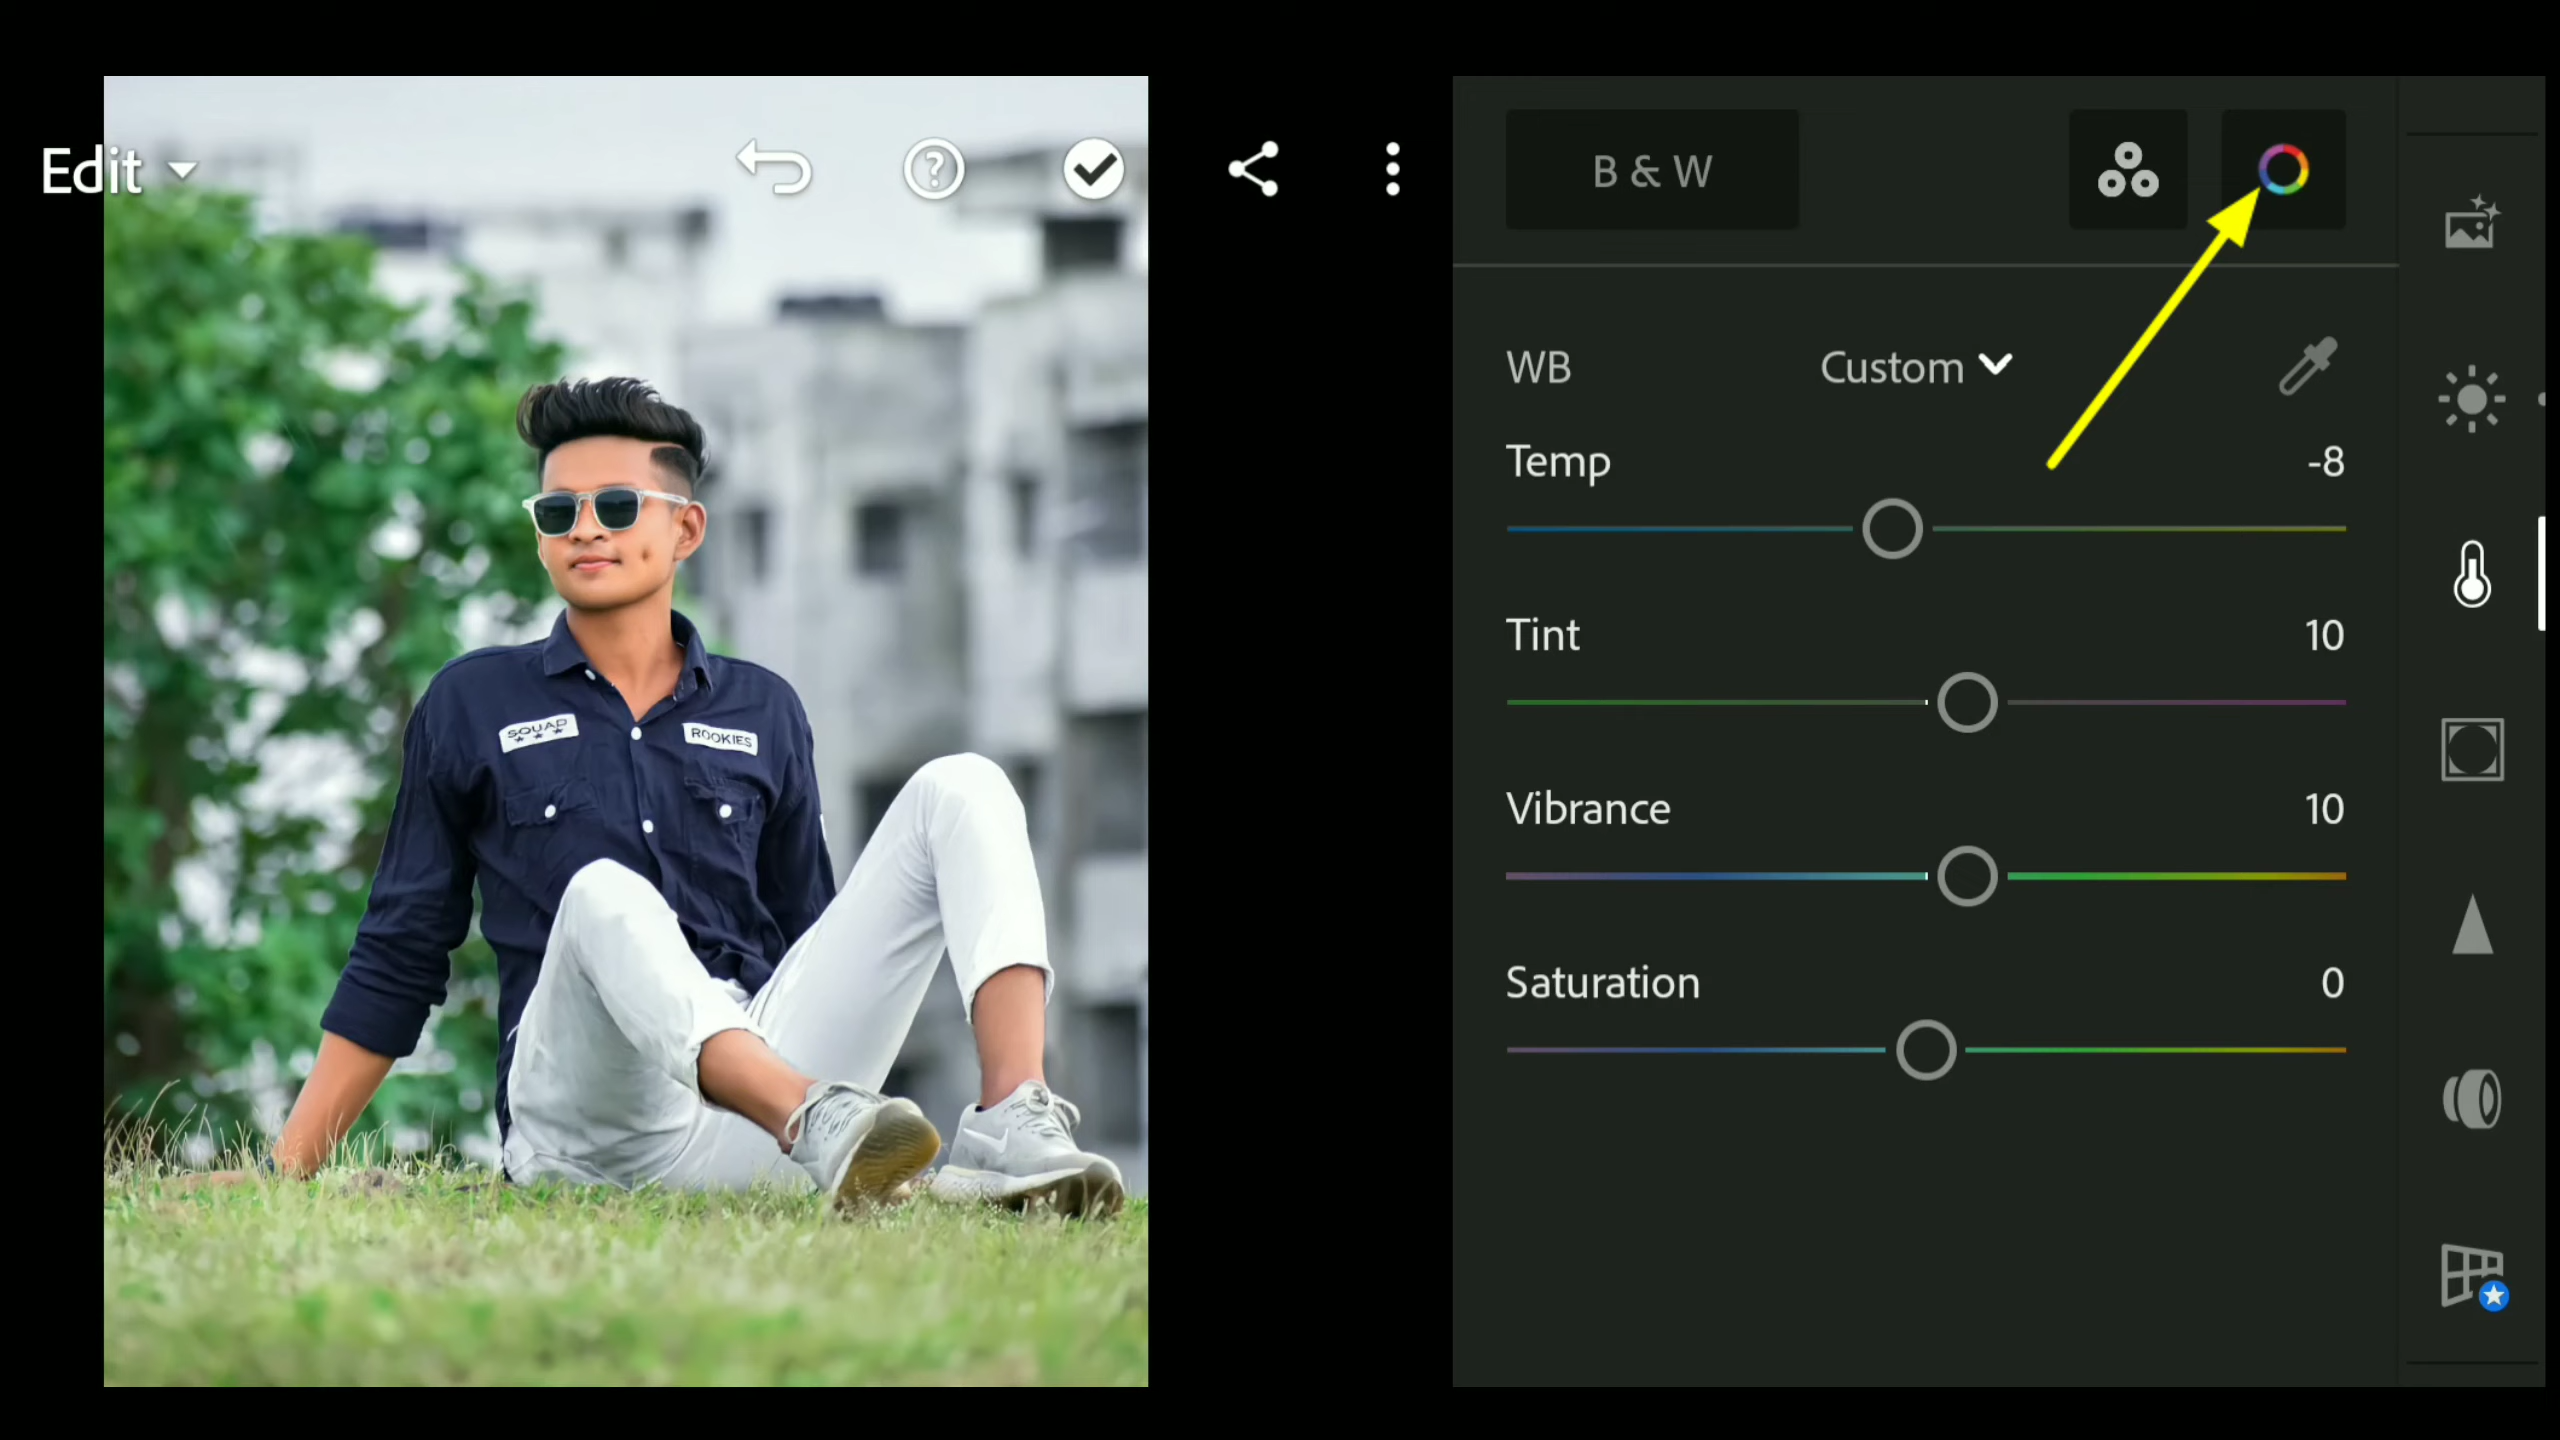 Edit
B & W
WB Custom
Temp -8
Tint 10
Vibrance 10
Saturation 0
SQUAD
ROOKIES